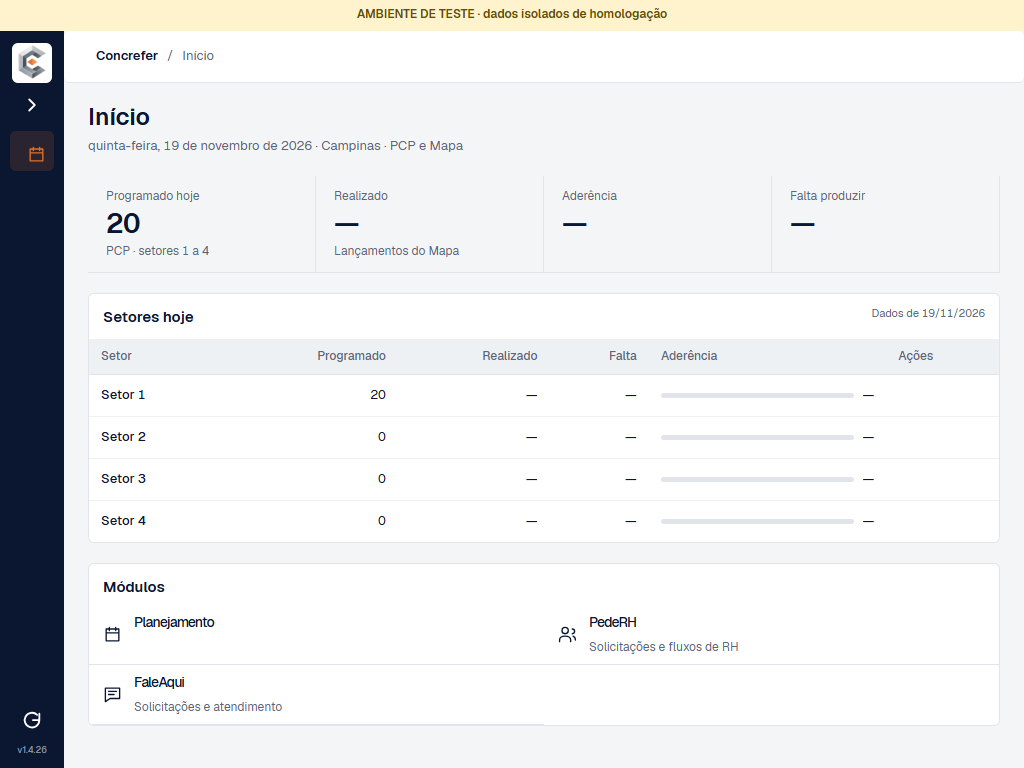 AMBIENTE DE TESTE · dados isolados de homologação
Concrefer / Início
Início
quinta-feira, 19 de novembro de 2026 · Campinas · PCP e Mapa
Programado hoje
20
PCP · setores 1 a 4
Realizado
—
Lançamentos do Mapa
Aderência
—
Falta produzir
—
Setores hoje
Dados de 19/11/2026
Setor Programado Realizado Falta Aderência Ações
Setor 1 20 — — —
Setor 2 0 — — —
Setor 3 0 — — —
Setor 4 0 — — —
Módulos
Planejamento
PedeRH
Solicitações e fluxos de RH
FaleAqui
Solicitações e atendimento
v1.4.26